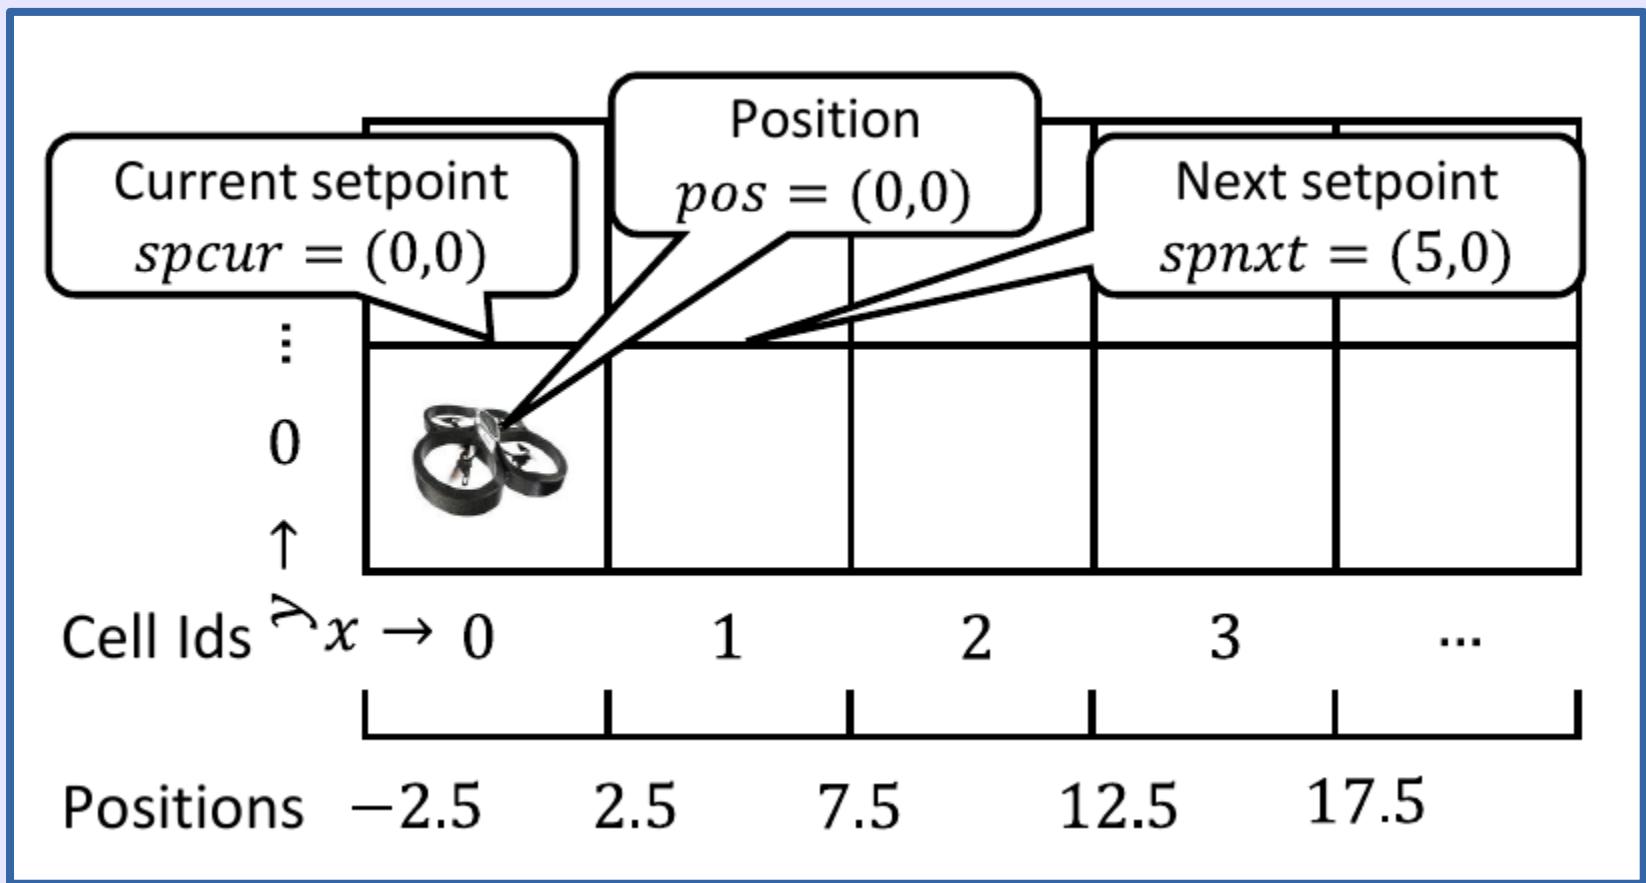 Position
pos = (0,0)
Current setpoint
spcur = (0,0)
Next setpoint
spnxt = (5,0)
⋮
0
↑
y
Cell Ids x → 0 1 2 3 ...
Positions −2.5 2.5 7.5 12.5 17.5